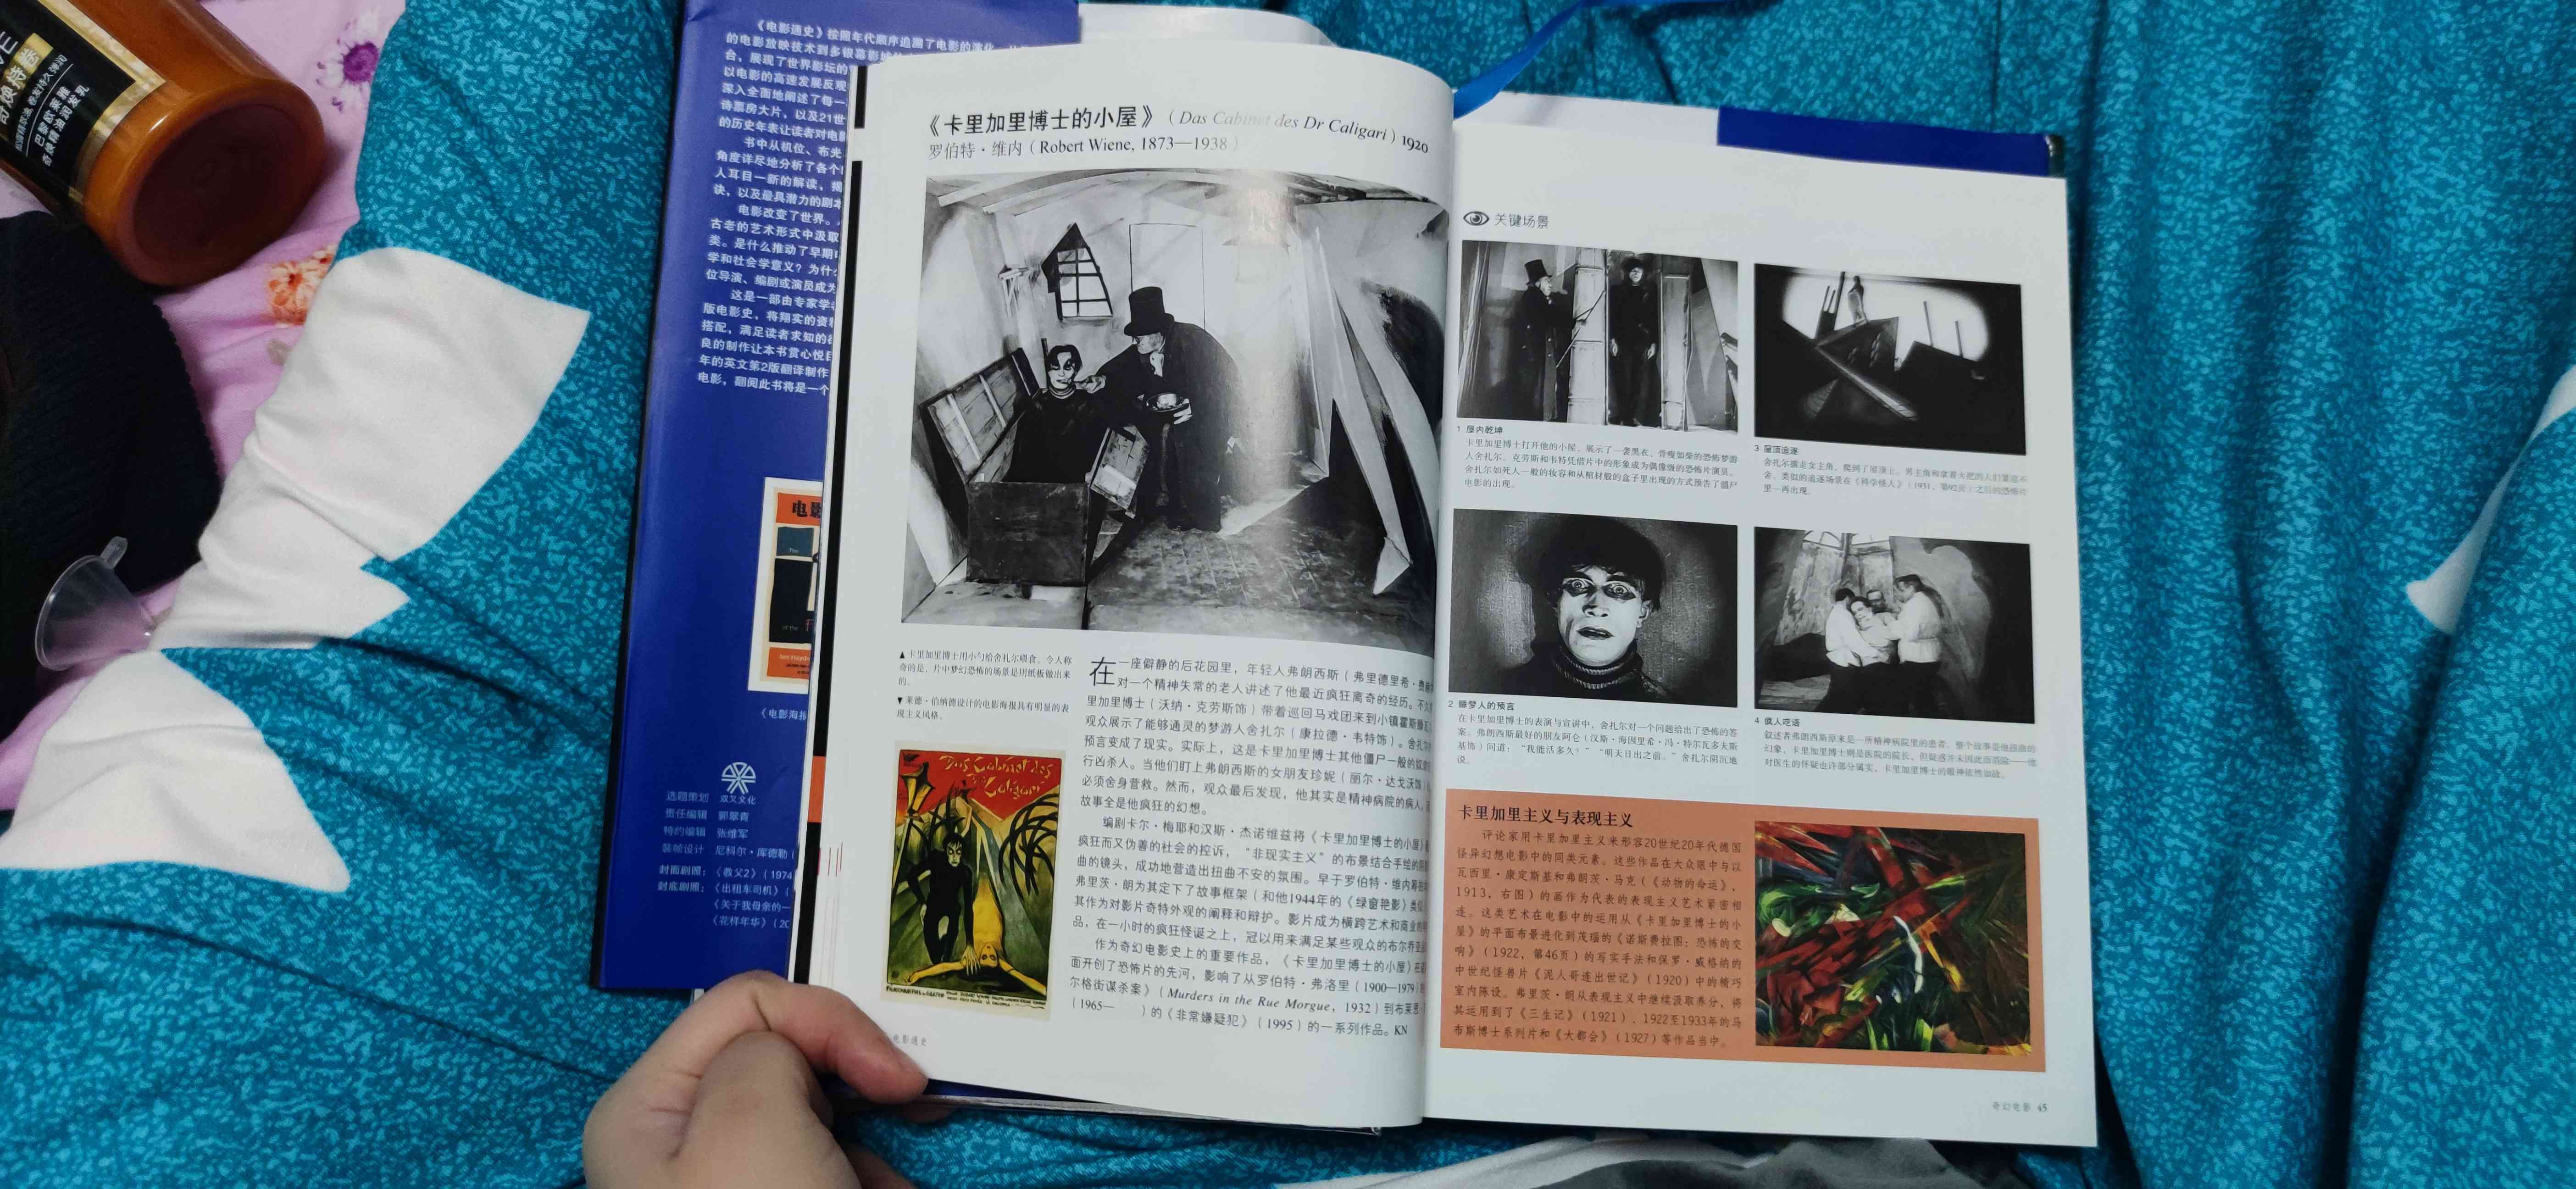 奇焕持卷
巴黎欧莱雅
奇焕精油润发乳
《电影通史》按照年代顺序追溯了电影的演化
的电影放映技术到多银幕影城
台，展现了世界影坛的
以电影的高速发展反观
深入全面地阐述了每一
待票房大片，以及21世
的历史年表让读者对电影
书中从机位、布光
角度详尽地分析了各个
人耳目一新的解读，揭
诀，以及最具潜力的剧本
电影改变了世界。
古老的艺术形式中汲取
类。是什么推动了早期
学和社会学意义？为什么
位导演、编剧或演员成为
这是一部由专家学者
版电影史，将翔实的资料
搭配，满足读者求知的
良的制作让本书赏心悦目
年的英文第2版翻译制作
电影，翻阅此书将是一个
电影
The
of the
《电影海报
双又文化
选题策划
责任编辑 郭翠青
特约编辑 张维军
装帧设计 尼科尔·库德勒
封面剧照：《教父2》（1974
封底剧照：《出租车司机》（
《关于我母亲的一
《花样年华》（20
《卡里加里博士的小屋》（Das Cabinet des Dr Caligari）1920
罗伯特·维内（Robert Wiene, 1873—1938）
▲卡里加里博士用小勺给舍扎尔喂食。令人称
奇的是，片中梦幻恐怖的场景是用纸板做出来
的。
▼莱德·伯纳德设计的电影海报具有明显的表
现主义风格。
Das Cabinet des
Dr. Caligari
在一座僻静的后花园里，年轻人弗朗西斯（弗里德里希·费
对一个精神失常的老人讲述了他最近疯狂离奇的经历。不久
里加里博士（沃纳·克劳斯饰）带着巡回马戏团来到小镇霍斯
观众展示了能够通灵的梦游人舍扎尔（康拉德·韦特饰）。舍扎尔
预言变成了现实。实际上，这是卡里加里博士其他僵尸一般的奴
行凶杀人。当他们盯上弗朗西斯的女朋友珍妮（丽尔·达戈沃饰）
必须舍身营救。然而，观众最后发现，他其实是精神病院的病人，
故事全是他疯狂的幻想。
编剧卡尔·梅耶和汉斯·杰诺维兹将《卡里加里博士的小屋》
疯狂而又伪善的社会的控诉，“非现实主义”的布景结合手绘的
曲的镜头，成功地营造出扭曲不安的氛围。早于罗伯特·维内
弗里茨·朗为其定下了故事框架（和他1944年的《绿窗艳影》类
其作为对影片奇特外观的阐释和辩护。影片成为横跨艺术和商业的
品，在一小时的疯狂怪诞之上，冠以用来满足某些观众的布尔乔亚
作为奇幻电影史上的重要作品，《卡里加里博士的小屋》在
面开创了恐怖片的先河，影响了从罗伯特·弗洛里（1900—1979）
尔格街谋杀案》（Murders in the Rue Morgue，1932）到布莱恩·
（1965— ）的《非常嫌疑犯》（1995）的一系列作品。KN
电影通史
关键场景
1 屋内乾坤
卡里加里博士打开他的小屋，展示了一袭黑衣、骨瘦如柴的恐怖梦游
人舍扎尔。克劳斯和韦特凭借片中的形象成为偶像级的恐怖片演员。
舍扎尔如死人一般的妆容和从棺材般的盒子里出现的方式预告了僵尸
电影的出现。
3 屋顶追逐
舍扎尔掳走女主角，爬到了屋顶上。男主角和拿着火把的人们紧追不
舍。类似的追逐场景在《科学怪人》（1931，第92页）之后的恐怖片
里一再出现。
2 睡梦人的预言
在卡里加里博士的表演与宣讲中，舍扎尔对一个问题给出了恐怖的答
案。弗朗西斯最好的朋友阿仑（汉斯·海因里希·冯·特尔瓦多夫斯
基饰）问道：“我能活多久？”“明天日出之前。”舍扎尔阴沉地
说。
4 疯人呓语
叙述者弗朗西斯原来是一所精神病院里的患者，整个故事是他扭曲的
幻象，卡里加里博士则是医院的院长。但疑惑并未因此而消除——他
对医生的怀疑也许部分属实，卡里加里博士的眼神依然如故。
卡里加里主义与表现主义
评论家用卡里加里主义来形容20世纪20年代德国
怪异幻想电影中的同类元素。这些作品在大众眼中与以
瓦西里·康定斯基和弗朗茨·马克（《动物的命运》，
1913，右图）的画作为代表的表现主义艺术紧密相
连。这类艺术在电影中的运用从《卡里加里博士的小
屋》的平面布景进化到茂瑙的《诺斯费拉图：恐怖的交
响》（1922，第46页）的写实手法和保罗·威格纳的
中世纪怪兽片《泥人哥连出世记》（1920）中的精巧
室内陈设。弗里茨·朗从表现主义中继续汲取养分，将
其运用到了《三生记》（1921）、1922至1933年的马
布斯博士系列片和《大都会》（1927）等作品当中。
奇幻电影 45